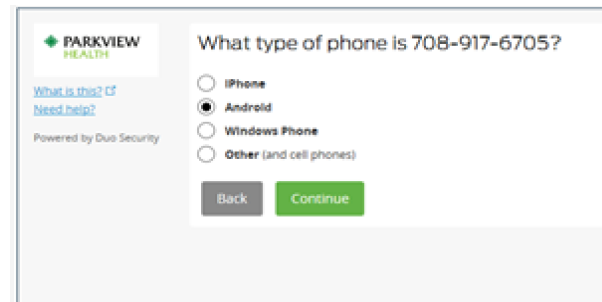 PARKVIEW
HEALTH
What is this?
Need help?
Powered by Duo Security
What type of phone is 708-917-6705?
iPhone
Android
Windows Phone
Other (and cell phones)
Back
Continue